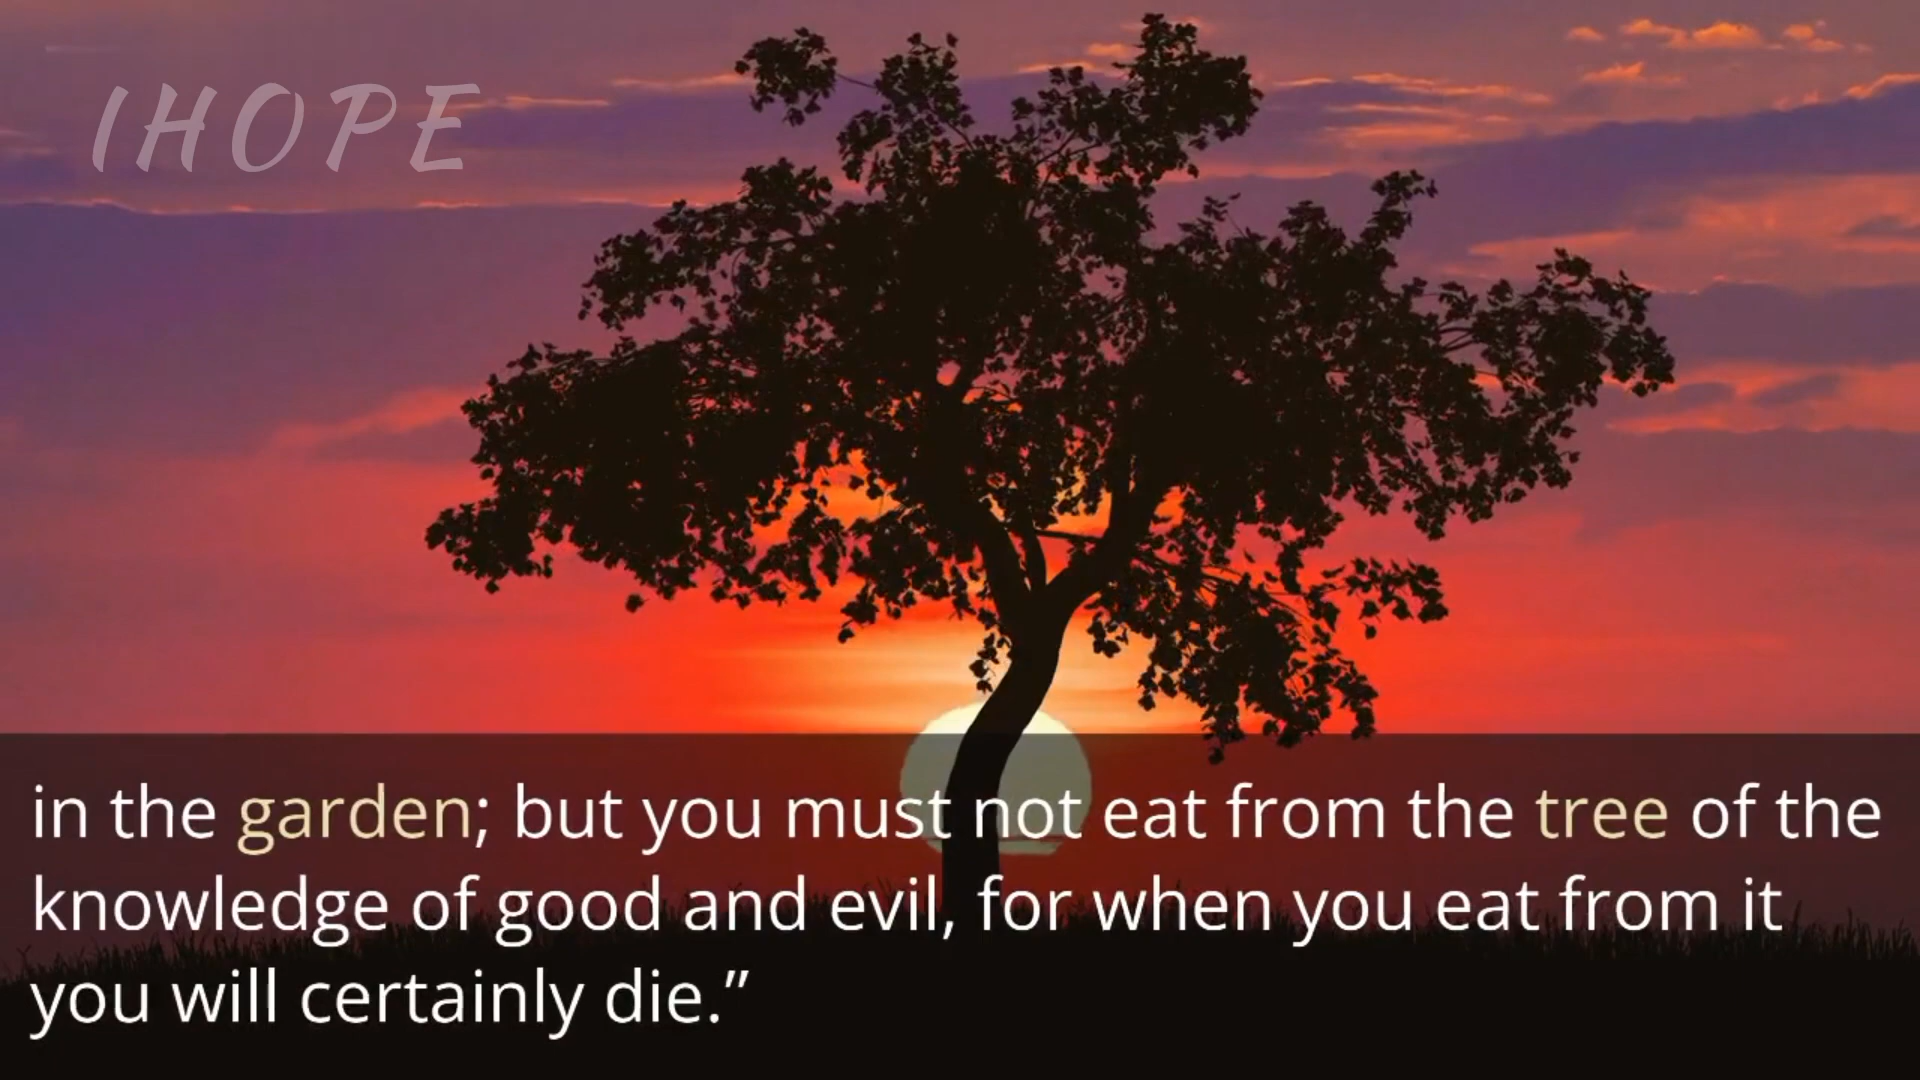 IHOPE
in the garden; but you must not eat from the tree of the
knowledge of good and evil, for when you eat from it
you will certainly die.”